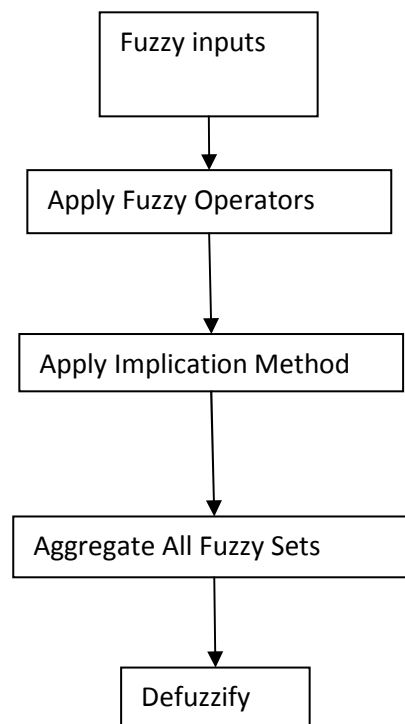 Fuzzy inputs
Apply Fuzzy Operators
Apply Implication Method
Aggregate All Fuzzy Sets
Defuzzify